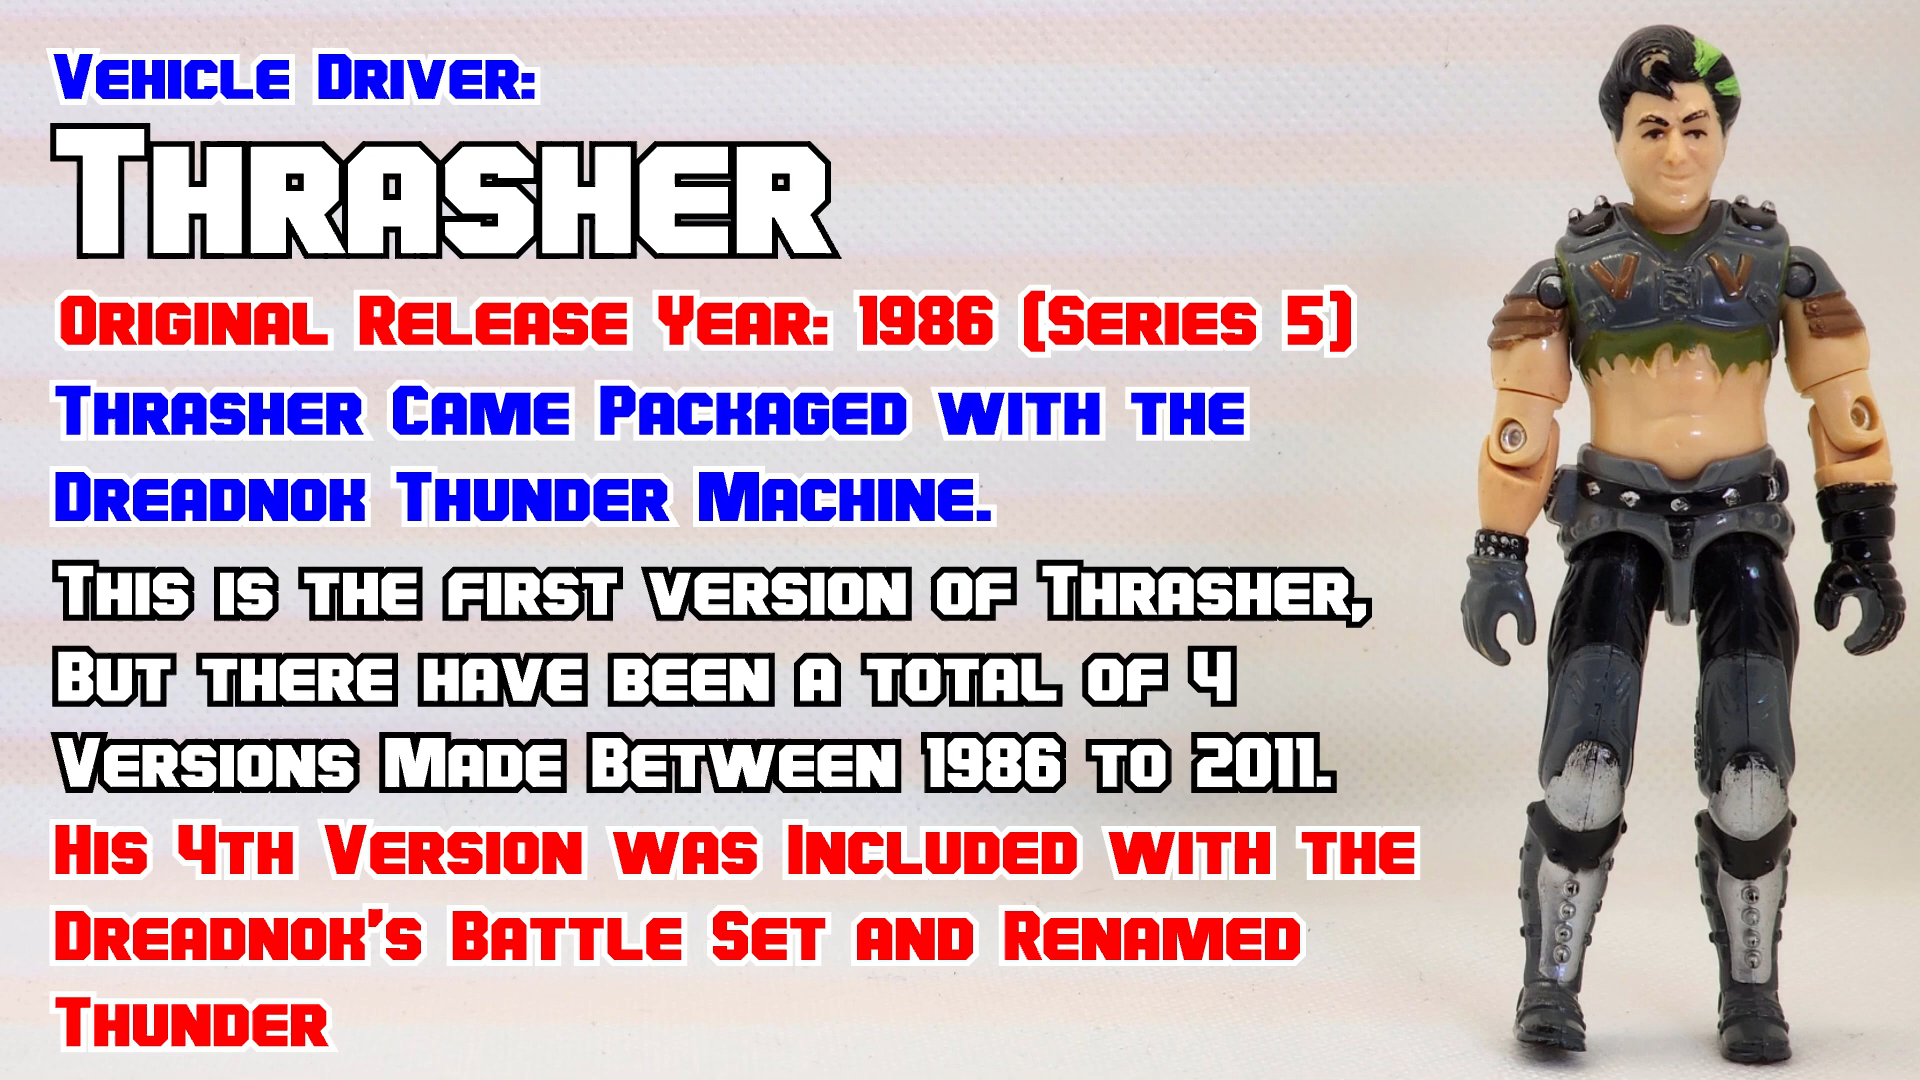 Vehicle Driver:
Thrasher
Original Release Year: 1986 (Series 5)
Thrasher Came Packaged with the
Dreadnok Thunder Machine.
This is the first version of Thrasher,
But there have been a total of 4
Versions Made Between 1986 to 2011.
His 4th Version was Included with the
Dreadnok's Battle Set and Renamed
Thunder